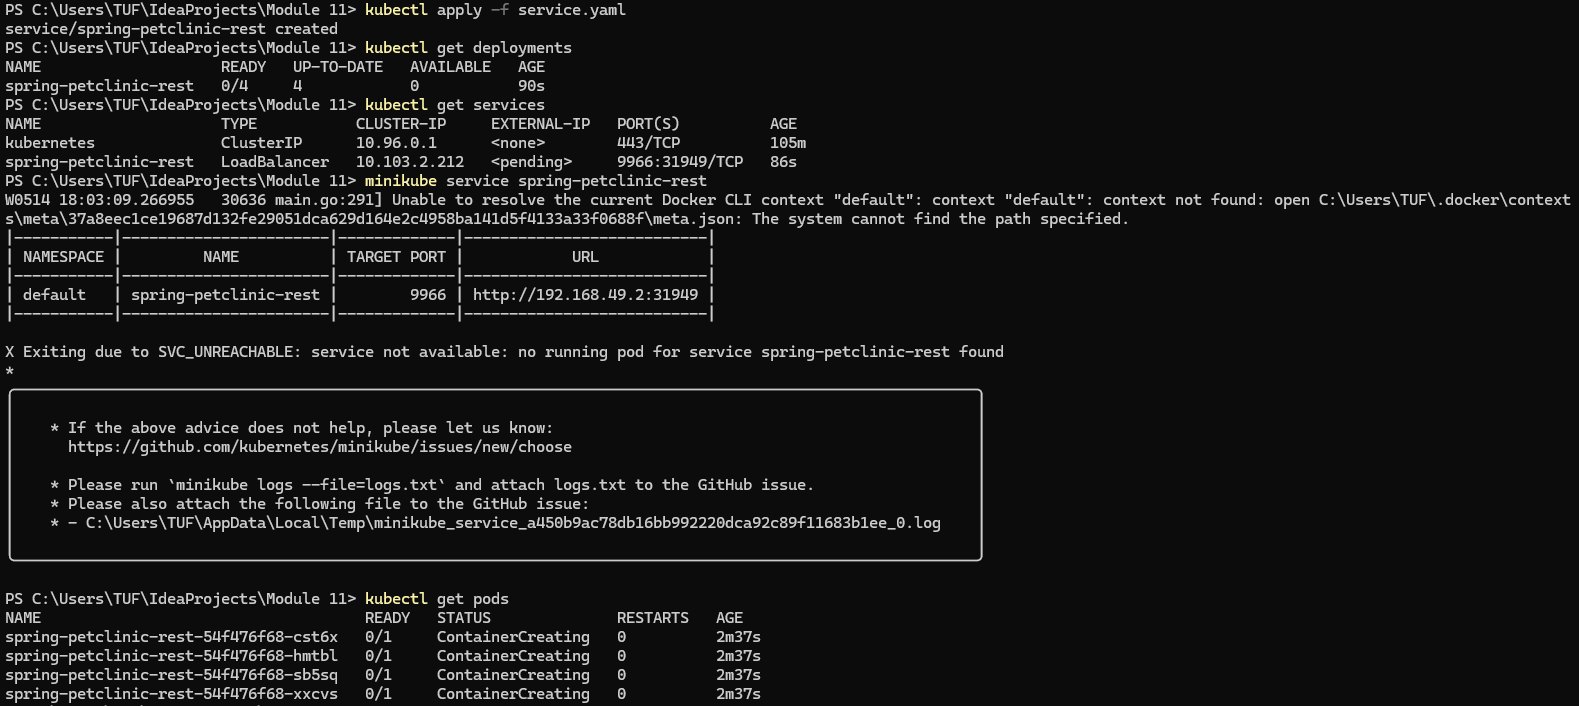 PS C:\Users\TUF\IdeaProjects\Module 11> kubectl apply -f service.yaml
service/spring-petclinic-rest created
PS C:\Users\TUF\IdeaProjects\Module 11> kubectl get deployments
NAME                    READY   UP-TO-DATE   AVAILABLE   AGE
spring-petclinic-rest   0/4     4            0           90s
PS C:\Users\TUF\IdeaProjects\Module 11> kubectl get services
NAME                    TYPE           CLUSTER-IP     EXTERNAL-IP   PORT(S)          AGE
kubernetes              ClusterIP      10.96.0.1      <none>        443/TCP          105m
spring-petclinic-rest   LoadBalancer   10.103.2.212   <pending>     9966:31949/TCP   86s
PS C:\Users\TUF\IdeaProjects\Module 11> minikube service spring-petclinic-rest
W0514 18:03:09.266955   30636 main.go:291] Unable to resolve the current Docker CLI context "default": context "default": context not found: open C:\Users\TUF\.docker\context
s\meta\37a8eec1ce19687d132fe29051dca629d164e2c4958ba141d5f4133a33f0688f\meta.json: The system cannot find the path specified.
|-----------|-----------------------|-------------|---------------------------|
| NAMESPACE |         NAME          | TARGET PORT |            URL            |
|-----------|-----------------------|-------------|---------------------------|
| default   | spring-petclinic-rest |        9966 | http://192.168.49.2:31949 |
|-----------|-----------------------|-------------|---------------------------|
X Exiting due to SVC_UNREACHABLE: service not available: no running pod for service spring-petclinic-rest found
*
* If the above advice does not help, please let us know:
https://github.com/kubernetes/minikube/issues/new/choose
* Please run `minikube logs --file=logs.txt` and attach logs.txt to the GitHub issue.
* Please also attach the following file to the GitHub issue:
* - C:\Users\TUF\AppData\Local\Temp\minikube_service_a450b9ac78db16bb992220dca92c89f11683b1ee_0.log
PS C:\Users\TUF\IdeaProjects\Module 11> kubectl get pods
NAME                                    READY   STATUS              RESTARTS   AGE
spring-petclinic-rest-54f476f68-cst6x   0/1     ContainerCreating   0          2m37s
spring-petclinic-rest-54f476f68-hmtbl   0/1     ContainerCreating   0          2m37s
spring-petclinic-rest-54f476f68-sb5sq   0/1     ContainerCreating   0          2m37s
spring-petclinic-rest-54f476f68-xxcvs   0/1     ContainerCreating   0          2m37s